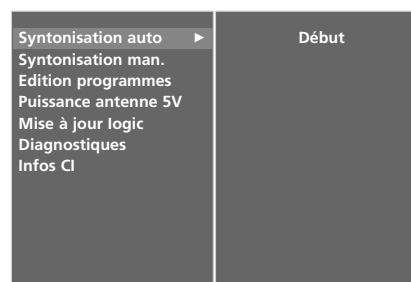 Syntonisation auto ► Début
Syntonisation man.
Edition programmes
Puissance antenne 5V
Mise à jour logic
Diagnostiques
Infos CI